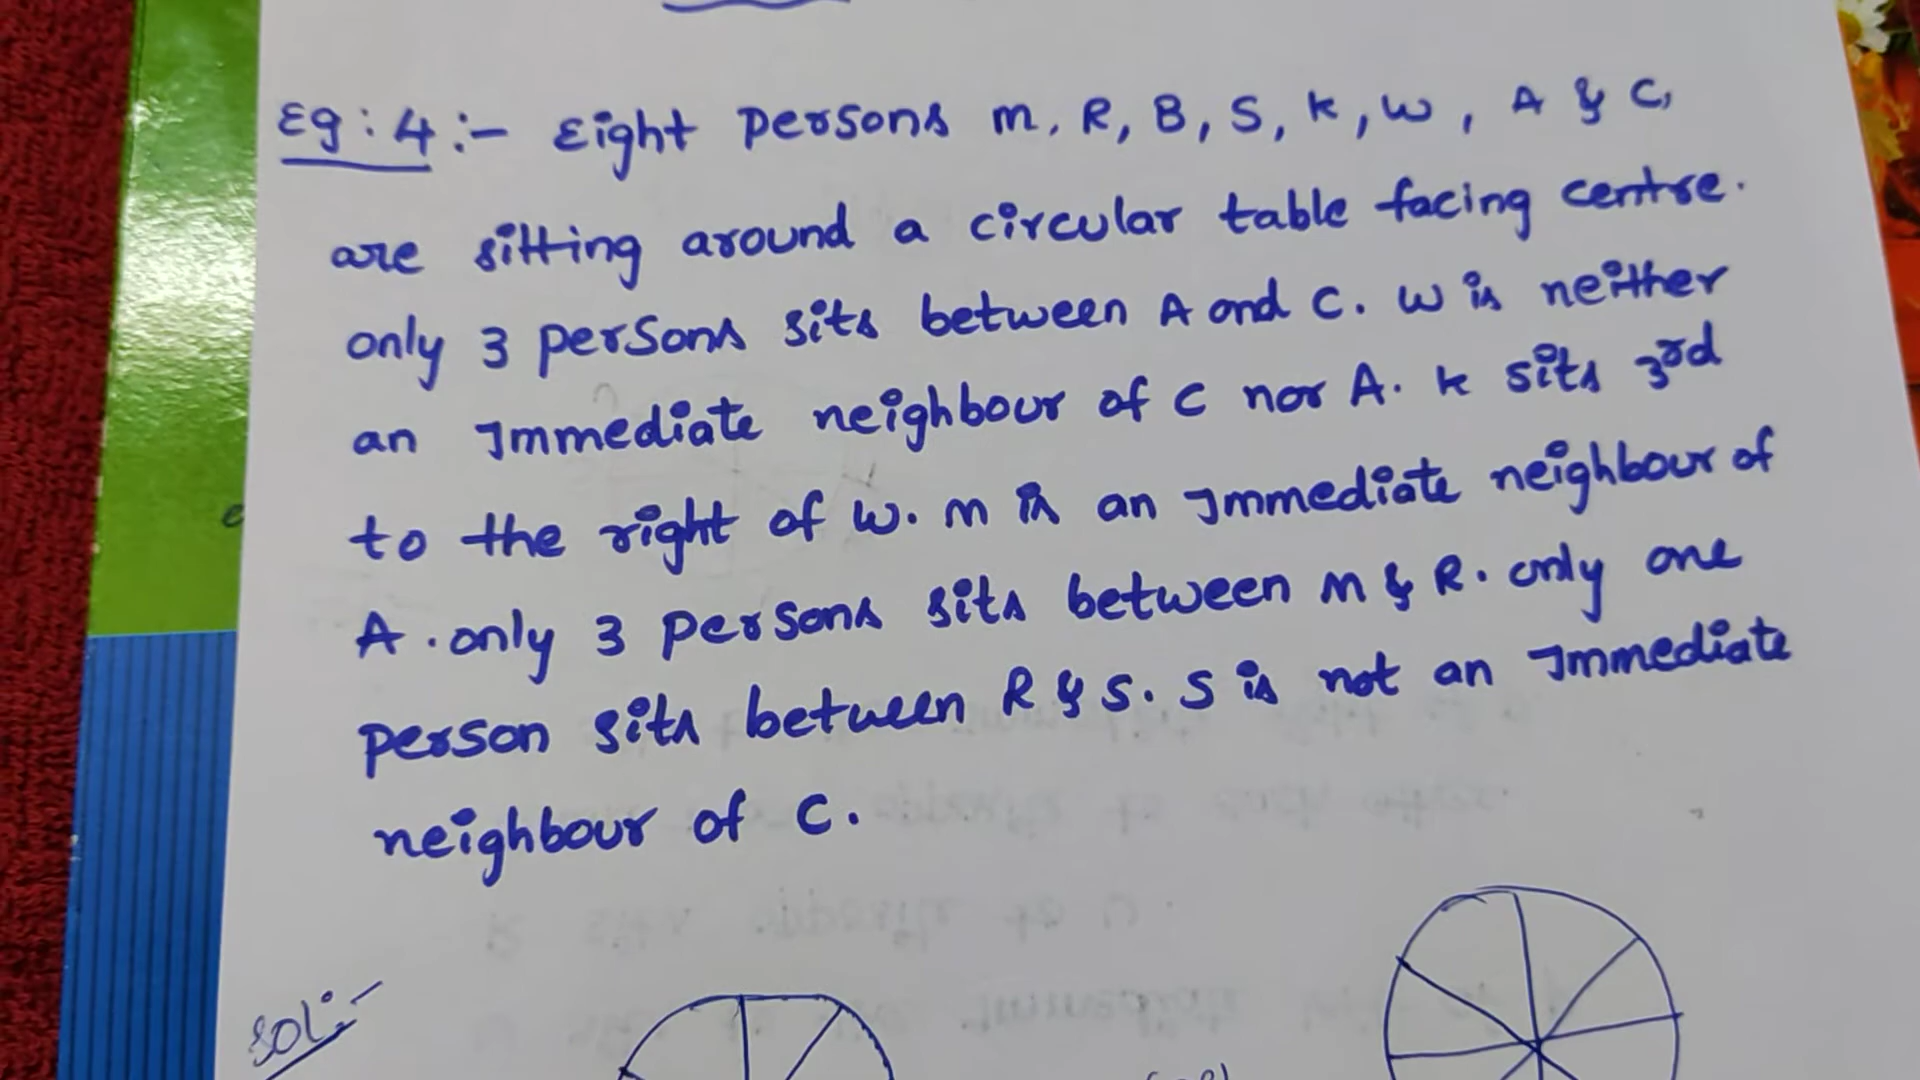 Eg:4:- Eight persons m, R, B, S, k, w, A & C,
are sitting around a circular table facing centre.
only 3 persons sits between A and C. w is neither
an Immediate neighbour of C nor A. k sits 3rd
to the right of w. m is an Immediate neighbour of
A. only 3 persons sits between m & R. only one
person sits between R & S. S is not an Immediate
neighbour of C.
Sol:-